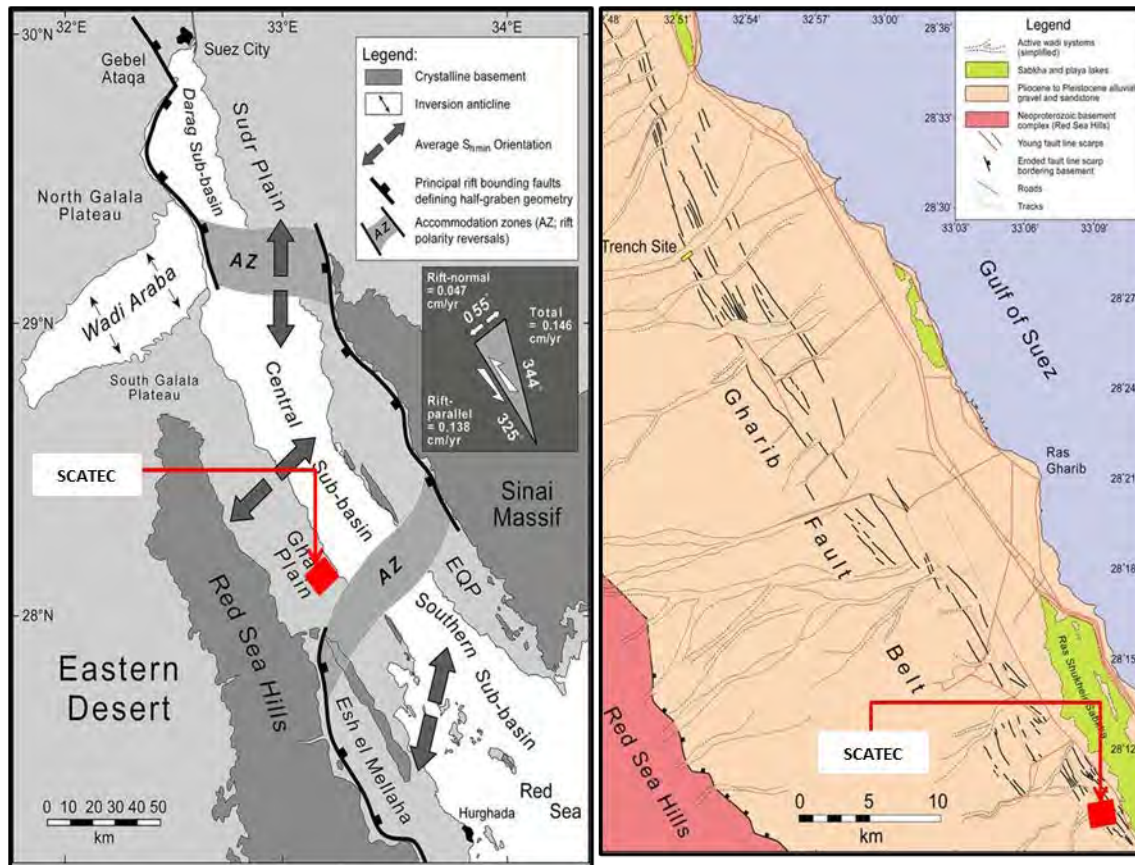 32°E
33°E
34°E
30°N
29°N
28°N
Suez City
Gebel
Ataqa
Darag Sub-basin
Sudr Plain
North Galala
Plateau
AZ
Wadi Araba
South Galala
Plateau
Central
Sub-basin
SCATEC
Plain
Sinai
Massif
AZ
EQP
Southern
Sub-basin
Red Sea Hills
Eastern
Desert
Esh el Mellaha
Red
Sea
Hurghada
0 10 20 30 40 50
km
Legend:
Crystalline basement
Inversion anticline
Average Shmin Orientation
Principal rift bounding faults
defining half-graben geometry
Accommodation zones (AZ; rift
polarity reversals)
AZ
Rift-normal
= 0.047
cm/yr
055°
Total =
0.146
cm/yr
344°
325°
Rift-parallel
= 0.138
cm/yr
48'
32˚51'
32˚54'
32˚57'
33˚00'
28˚36'
28˚33'
28˚30'
33˚03'
33˚06'
33˚09'
28˚27'
28˚24'
28˚21'
28˚18'
28˚15'
28˚12'
Legend
Active wadi systems
(simplified)
Sabkha and playa lakes
Pliocene to Pleistocene alluvial
gravel and sandstone
Neoproterozoic basement
complex (Red Sea Hills)
Young fault line scarps
Eroded fault line scarp
bordering basement
Roads
Tracks
Trench Site
Gulf of Suez
Gharib
Fault
Belt
Ras
Gharib
Ras Shukheir Sabkha
SCATEC
Red Sea Hills
0 5 10
km